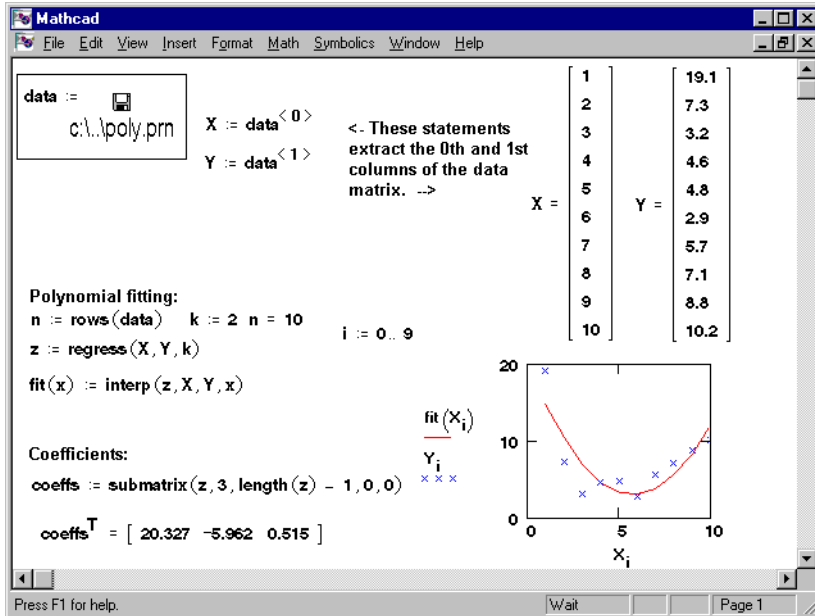 Mathcad
File Edit View Insert Format Math Symbolics Window Help
data :=
c:\..\poly.prn
X := data<0>
Y := data<1>
<- These statements
extract the 0th and 1st
columns of the data
matrix. -->
X =
1
2
3
4
5
6
7
8
9
10
Y =
19.1
7.3
3.2
4.6
4.8
2.9
5.7
7.1
8.8
10.2
Polynomial fitting:
n := rows(data) k := 2 n = 10
i := 0.. 9
z := regress(X, Y, k)
fit(x) := interp(z, X, Y, x)
Coefficients:
coeffs := submatrix(z, 3, length(z) - 1, 0, 0)
coeffsT = [ 20.327 -5.962 0.515 ]
fit(Xi)
Yi
20
10
0
0 5 10
Xi
Press F1 for help. Wait Page 1